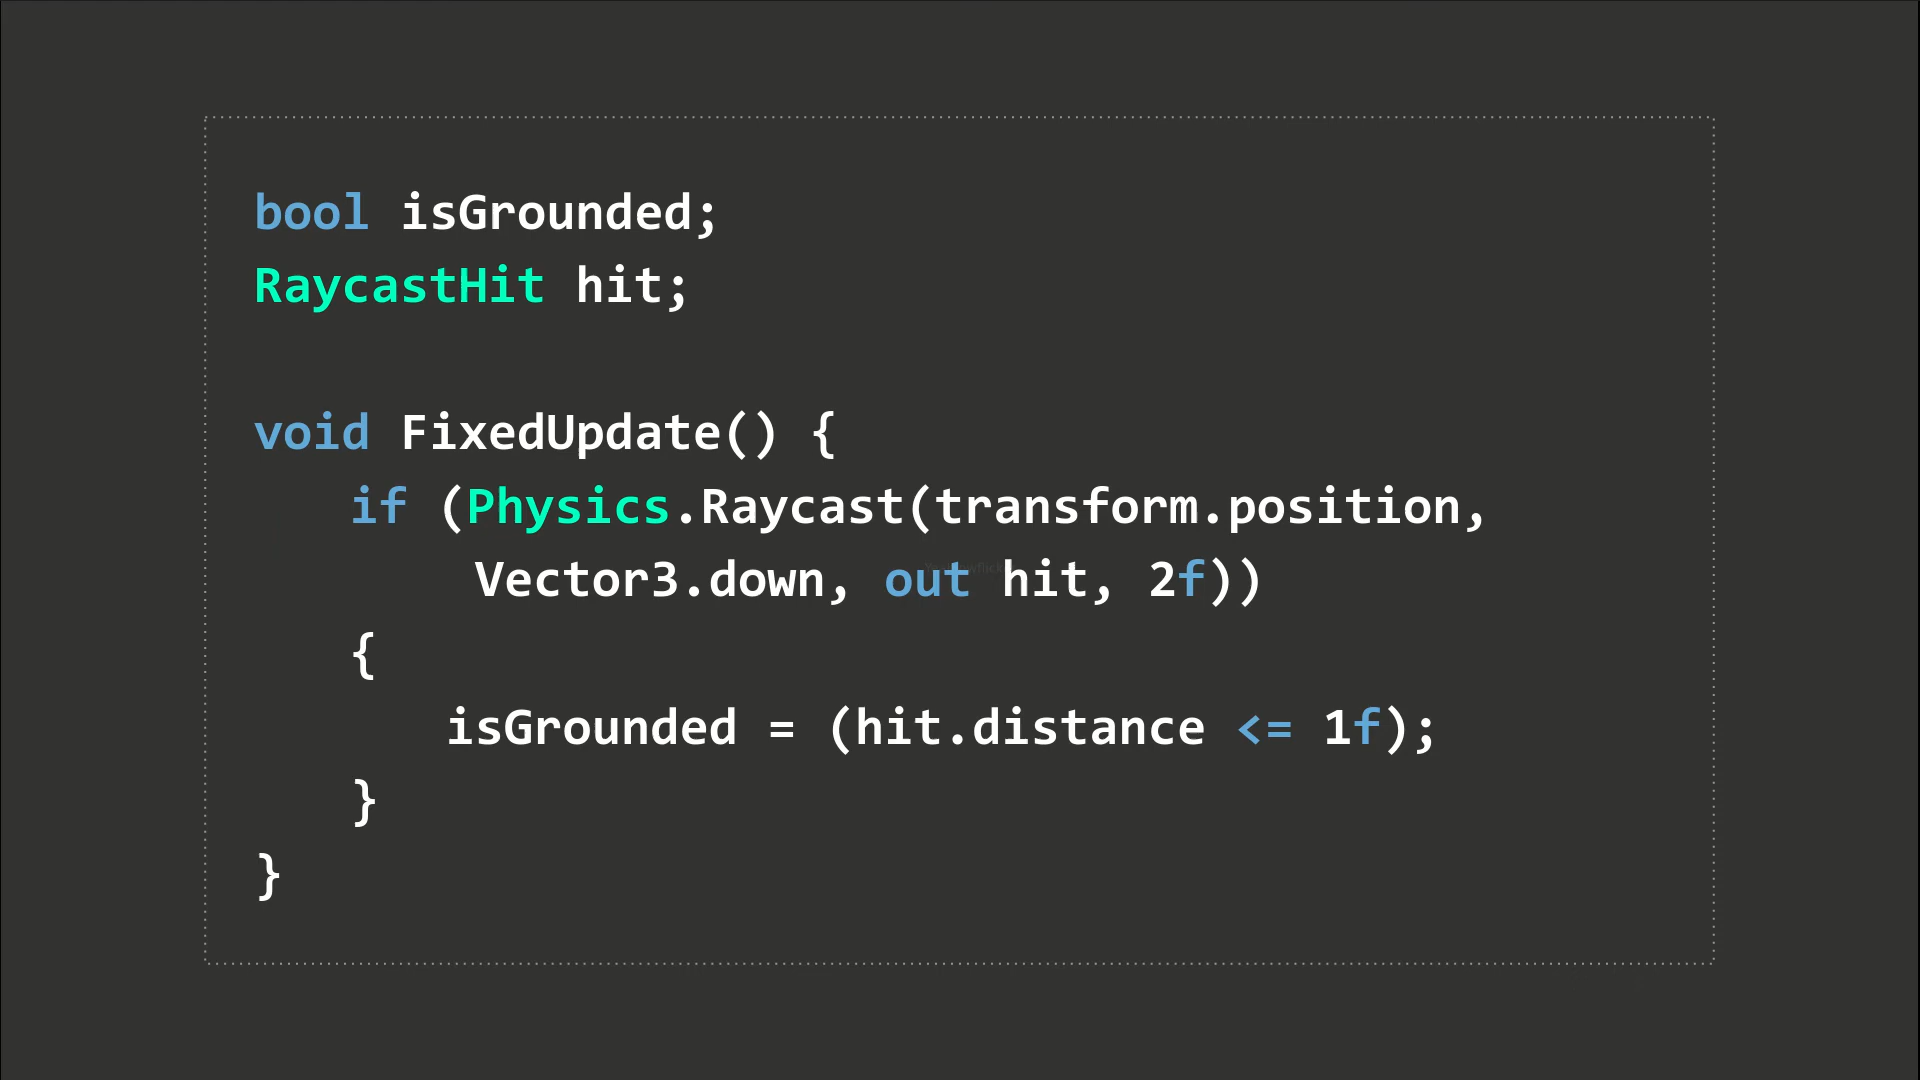 bool isGrounded;
RaycastHit hit;
void FixedUpdate() {
if (Physics.Raycast(transform.position,
Vector3.down, out hit, 2f))
{
isGrounded = (hit.distance <= 1f);
}
}